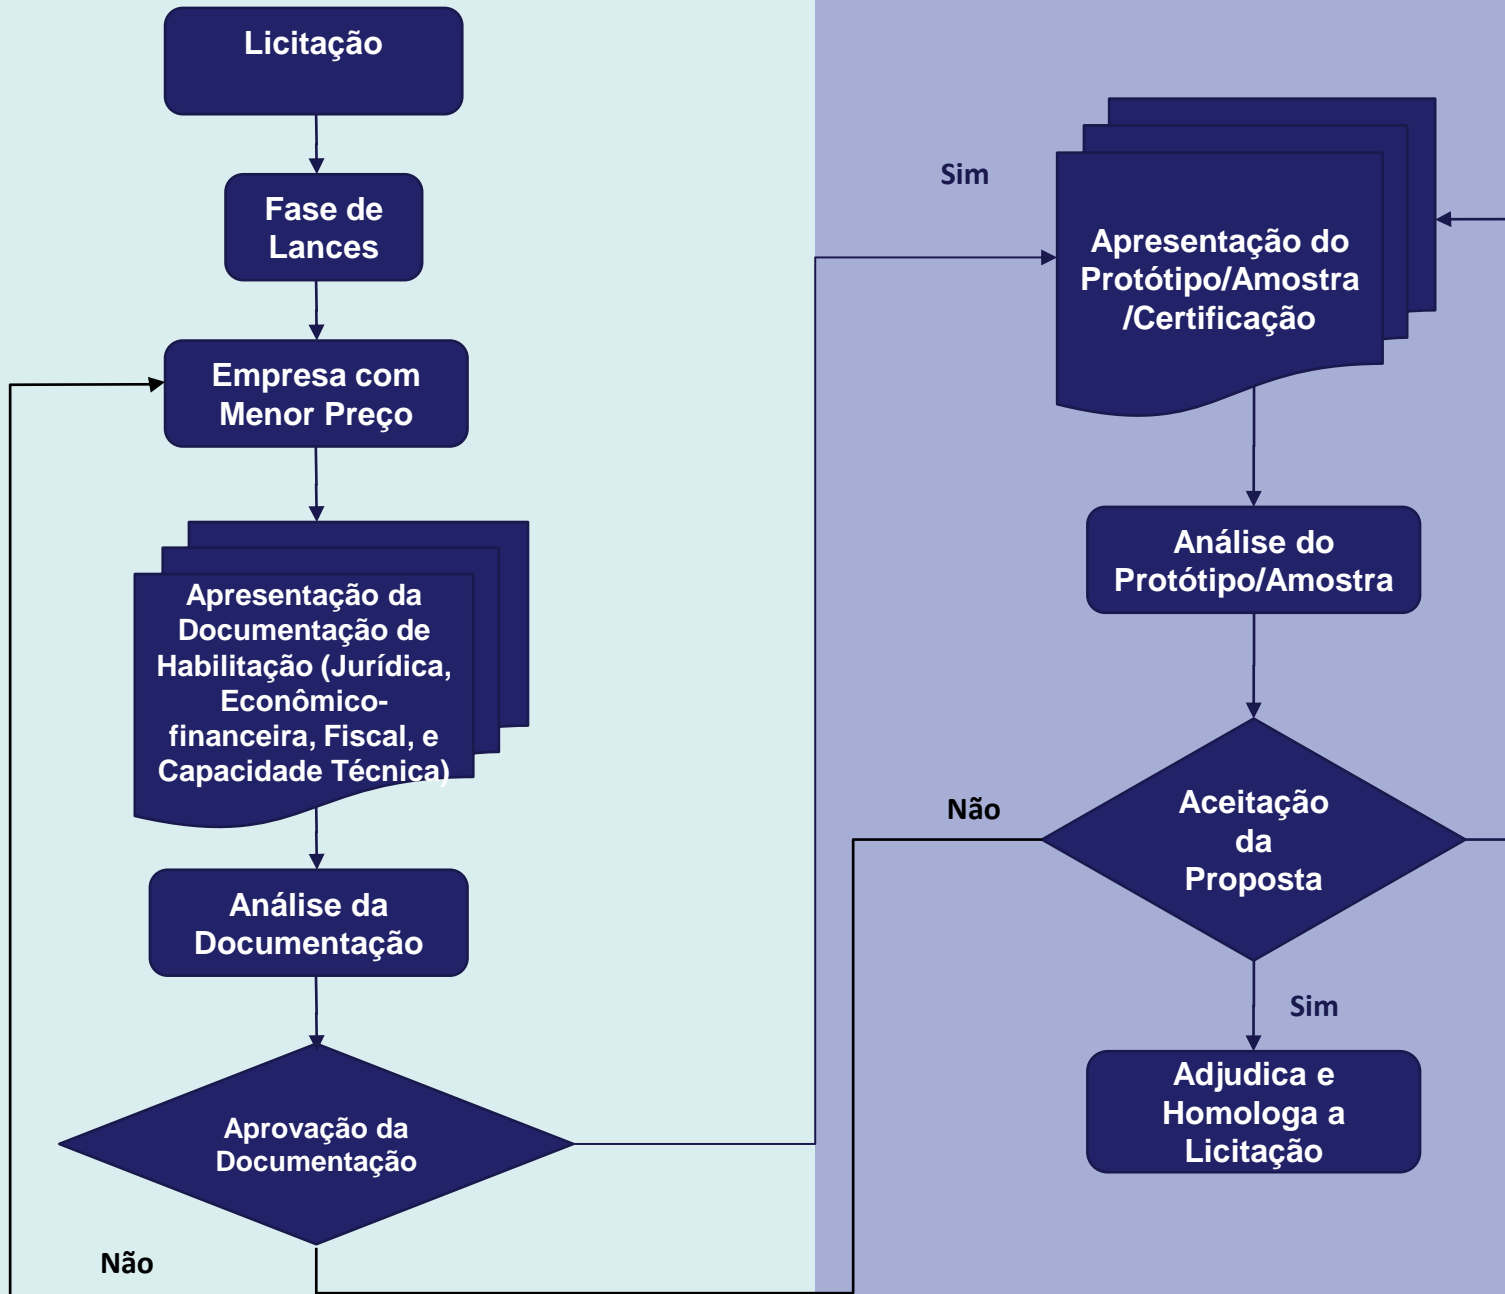 Licitação
Fase de
Lances
Empresa com
Menor Preço
Apresentação da
Documentação de
Habilitação (Jurídica,
Econômico-
financeira, Fiscal, e
Capacidade Técnica)
Análise da
Documentação
Aprovação da
Documentação
Não
Sim
Apresentação do
Protótipo/Amostra
/Certificação
Análise do
Protótipo/Amostra
Não
Aceitação
da
Proposta
Sim
Adjudica e
Homologa a
Licitação